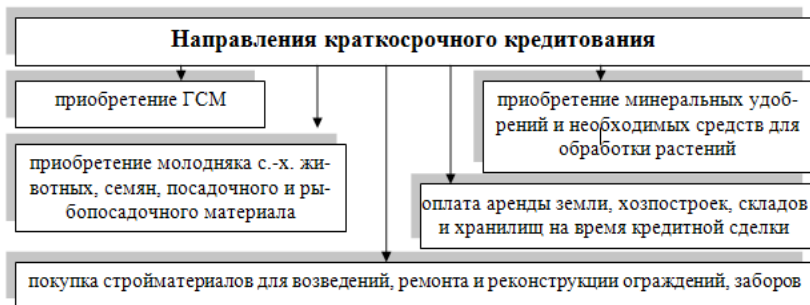 Направления краткосрочного кредитования
приобретение ГСМ
приобретение минеральных удоб-
рений и необходимых средств для
обработки растений
приобретение молодняка с.-х. жи-
вотных, семян, посадочного и ры-
бопосадочного материала
оплата аренды земли, хозпостроек, складов
и хранилищ на время кредитной сделки
покупка стройматериалов для возведений, ремонта и реконструкции ограждений, заборов